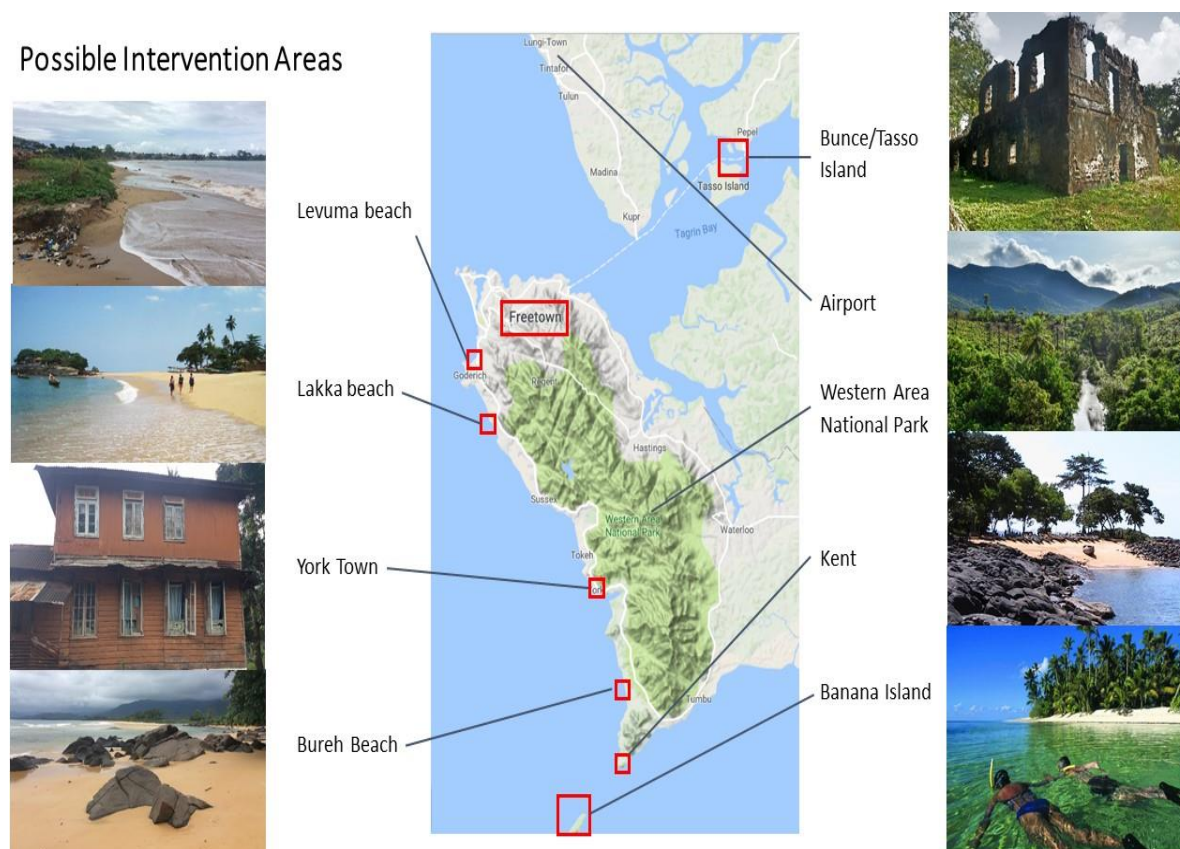 Possible Intervention Areas
Levuma beach
Lakka beach
York Town
Bureh Beach
Lungi-Town
Tintafor
Tulun
Pepel
Madina
Tasso Island
Kupr
Tagrin Bay
Freetown
Goderich
Regent
Hastings
Sussex
Western Area
National Park
Waterloo
Tokeh
Tumbu
Bunce/Tasso
Island
Airport
Western Area
National Park
Kent
Banana Island